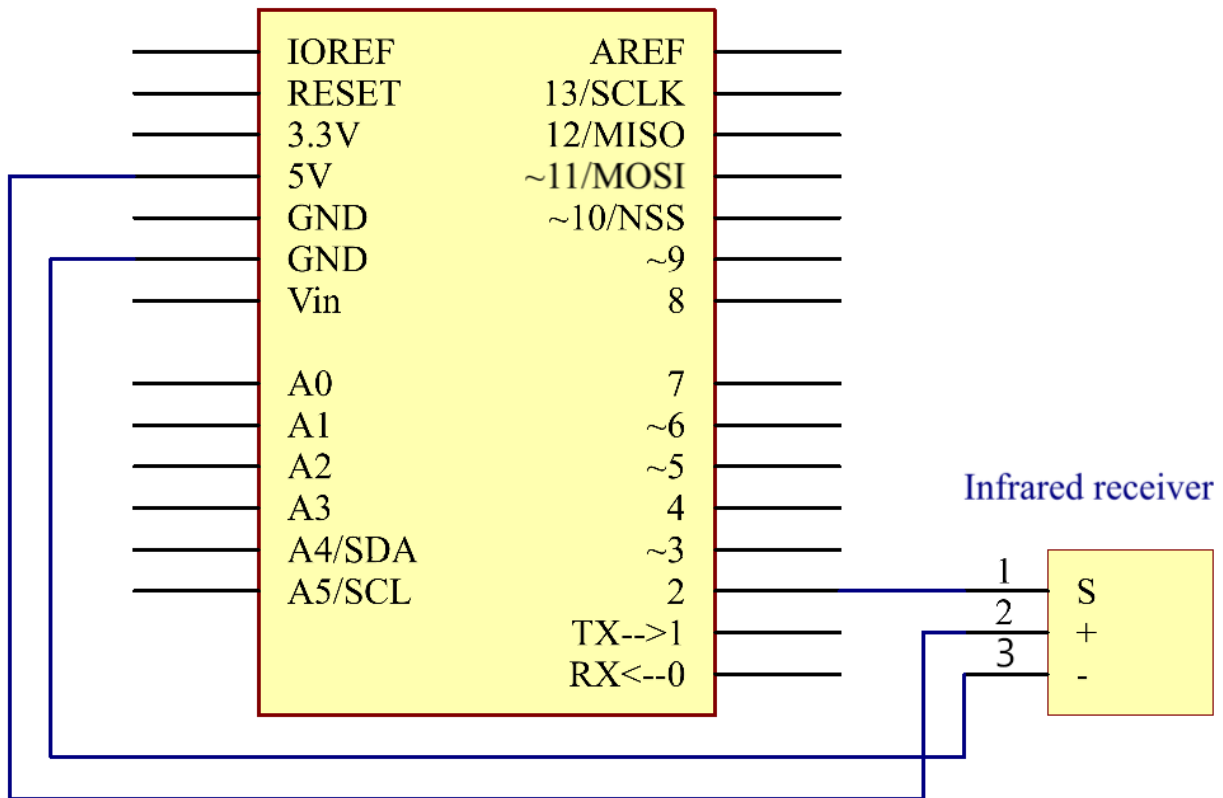 IOREF AREF
RESET 13/SCLK
3.3V 12/MISO
5V ~11/MOSI
GND ~10/NSS
GND ~9
Vin 8
A0 7
A1 ~6
A2 ~5
A3 4
A4/SDA ~3
A5/SCL 2
TX-->1
RX<--0
Infrared receiver
1 S
2 +
3 -